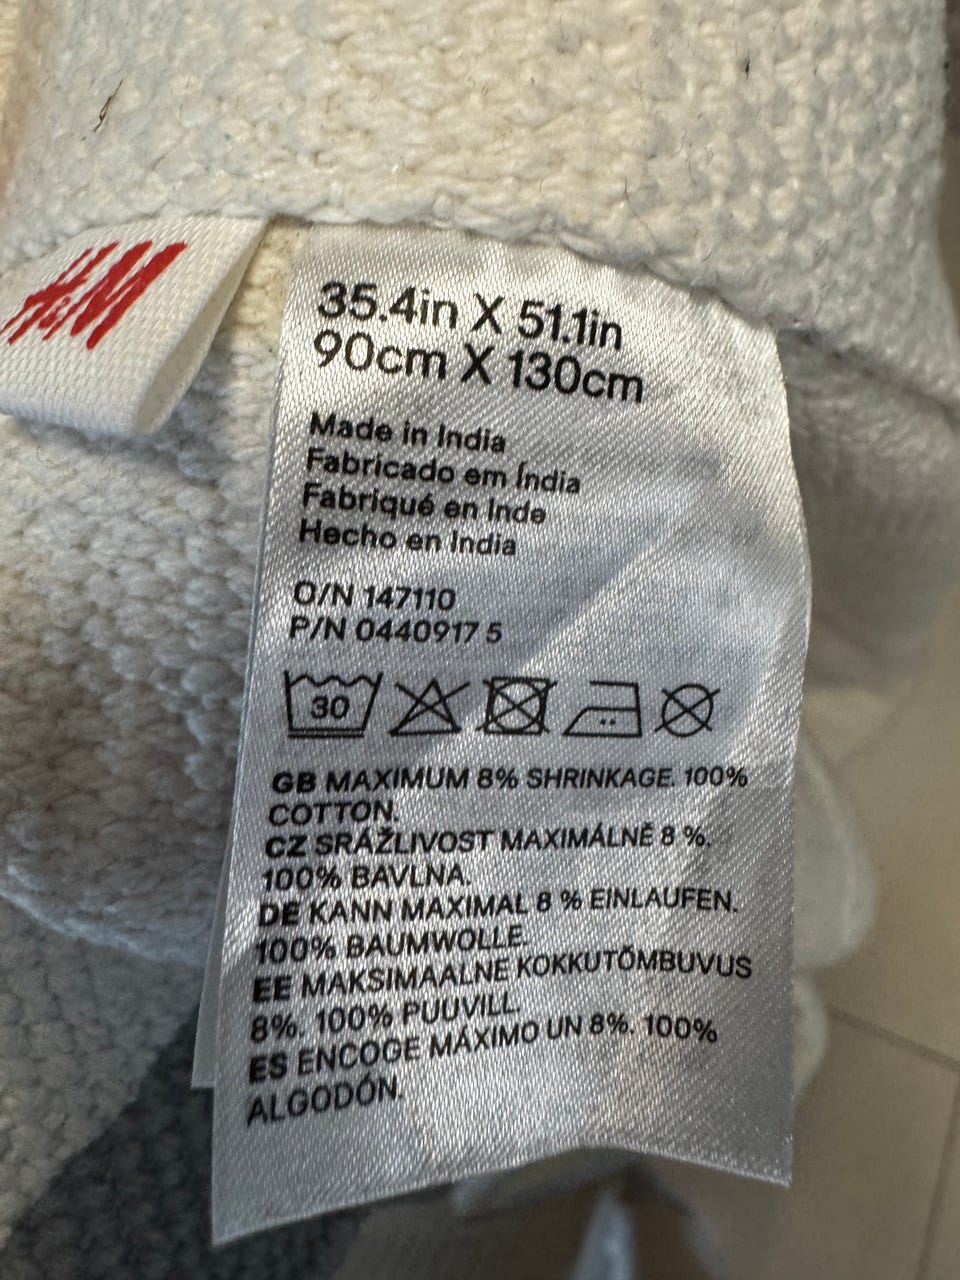 H&M
35.4in X 51.1in
90cm X 130cm
Made in India
Fabricado em Índia
Fabriqué en Inde
Hecho en India
O/N 147110
P/N 0440917 5
30
GB MAXIMUM 8% SHRINKAGE. 100%
COTTON.
CZ SRÁŽLIVOST MAXIMÁLNĚ 8 %.
100% BAVLNA.
DE KANN MAXIMAL 8 % EINLAUFEN.
100% BAUMWOLLE.
EE MAKSIMAALNE KOKKUTÕMBUVUS
8%. 100% PUUVILL.
ES ENCOGE MÁXIMO UN 8%. 100%
ALGODÓN.